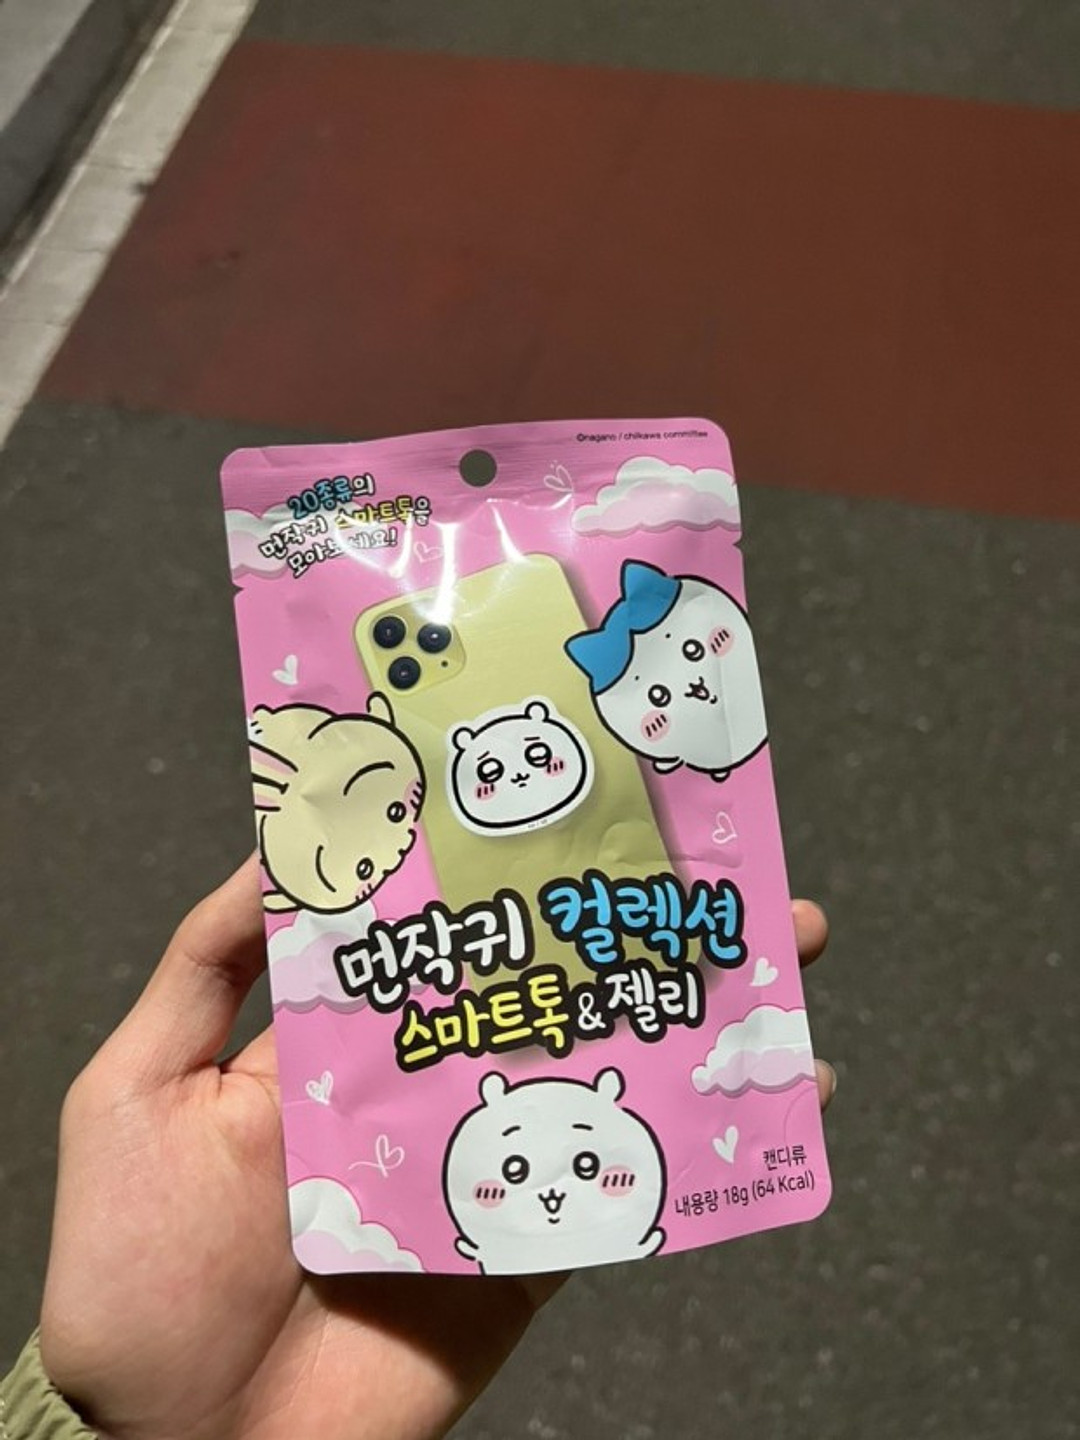 ©nagano / chiikawa committee
20종류의
먼작귀 스마트톡을
모아보세요!
먼작귀 컬렉션
스마트톡 & 젤리
캔디류
내용량 18g (64 Kcal)